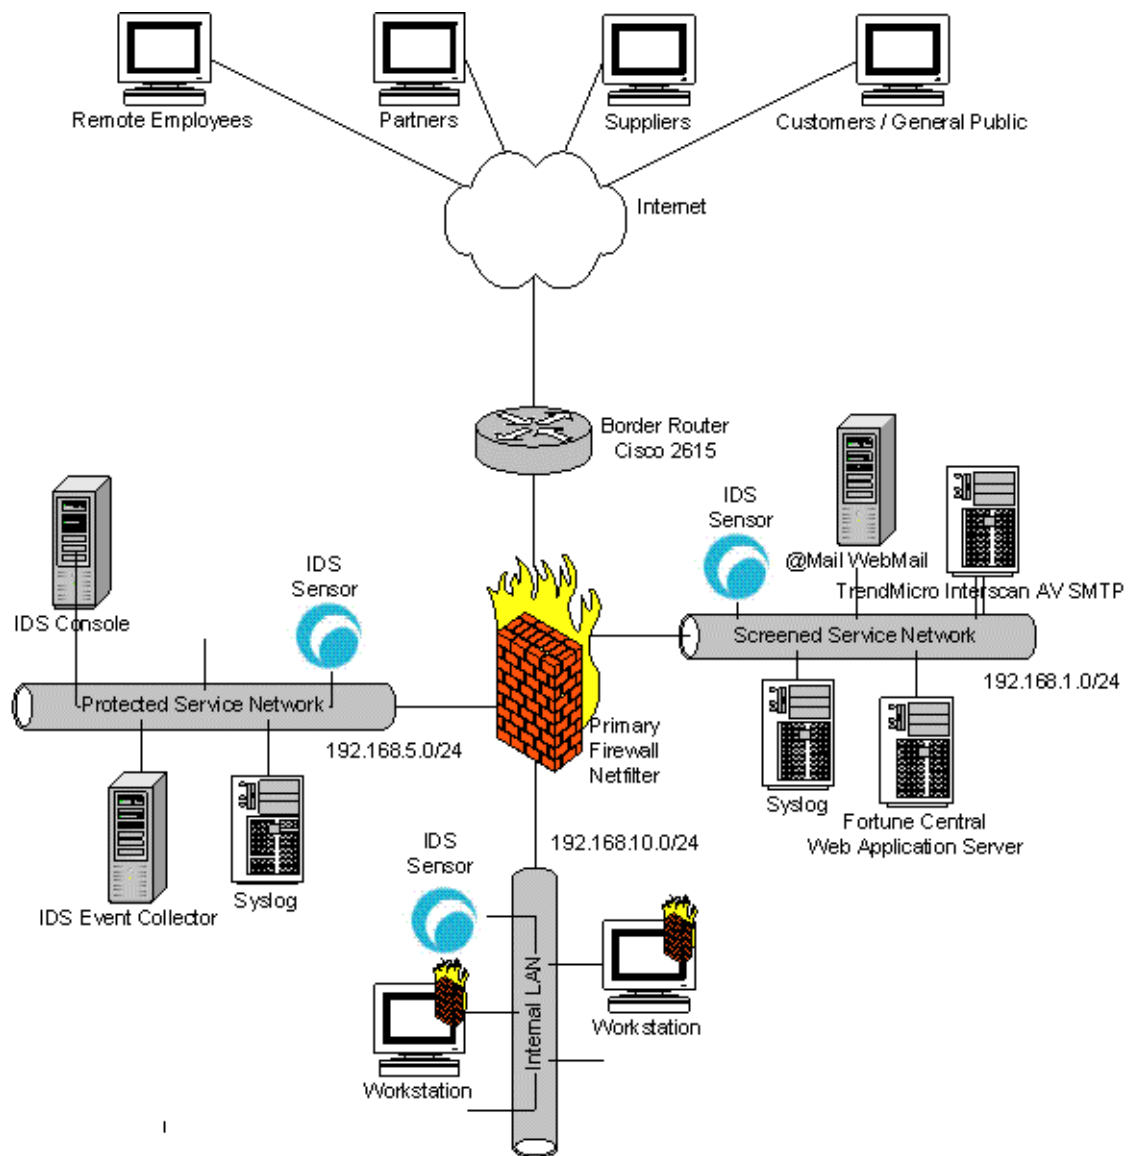 Remote Employees
Partners
Suppliers
Customers / General Public
Internet
Border Router
Cisco 2615
IDS
Sensor
@Mail WebMail
TrendMicro Interscan AV SMTP
IDS Console
IDS
Sensor
Screened Service Network
192.168.1.0/24
Protected Service Network
192.168.5.0/24
Primary
Firewall
Netfilter
Syslog
Fortune Central
Web Application Server
IDS Event Collector
Syslog
192.168.10.0/24
IDS
Sensor
Internal LAN
Workstation
Workstation